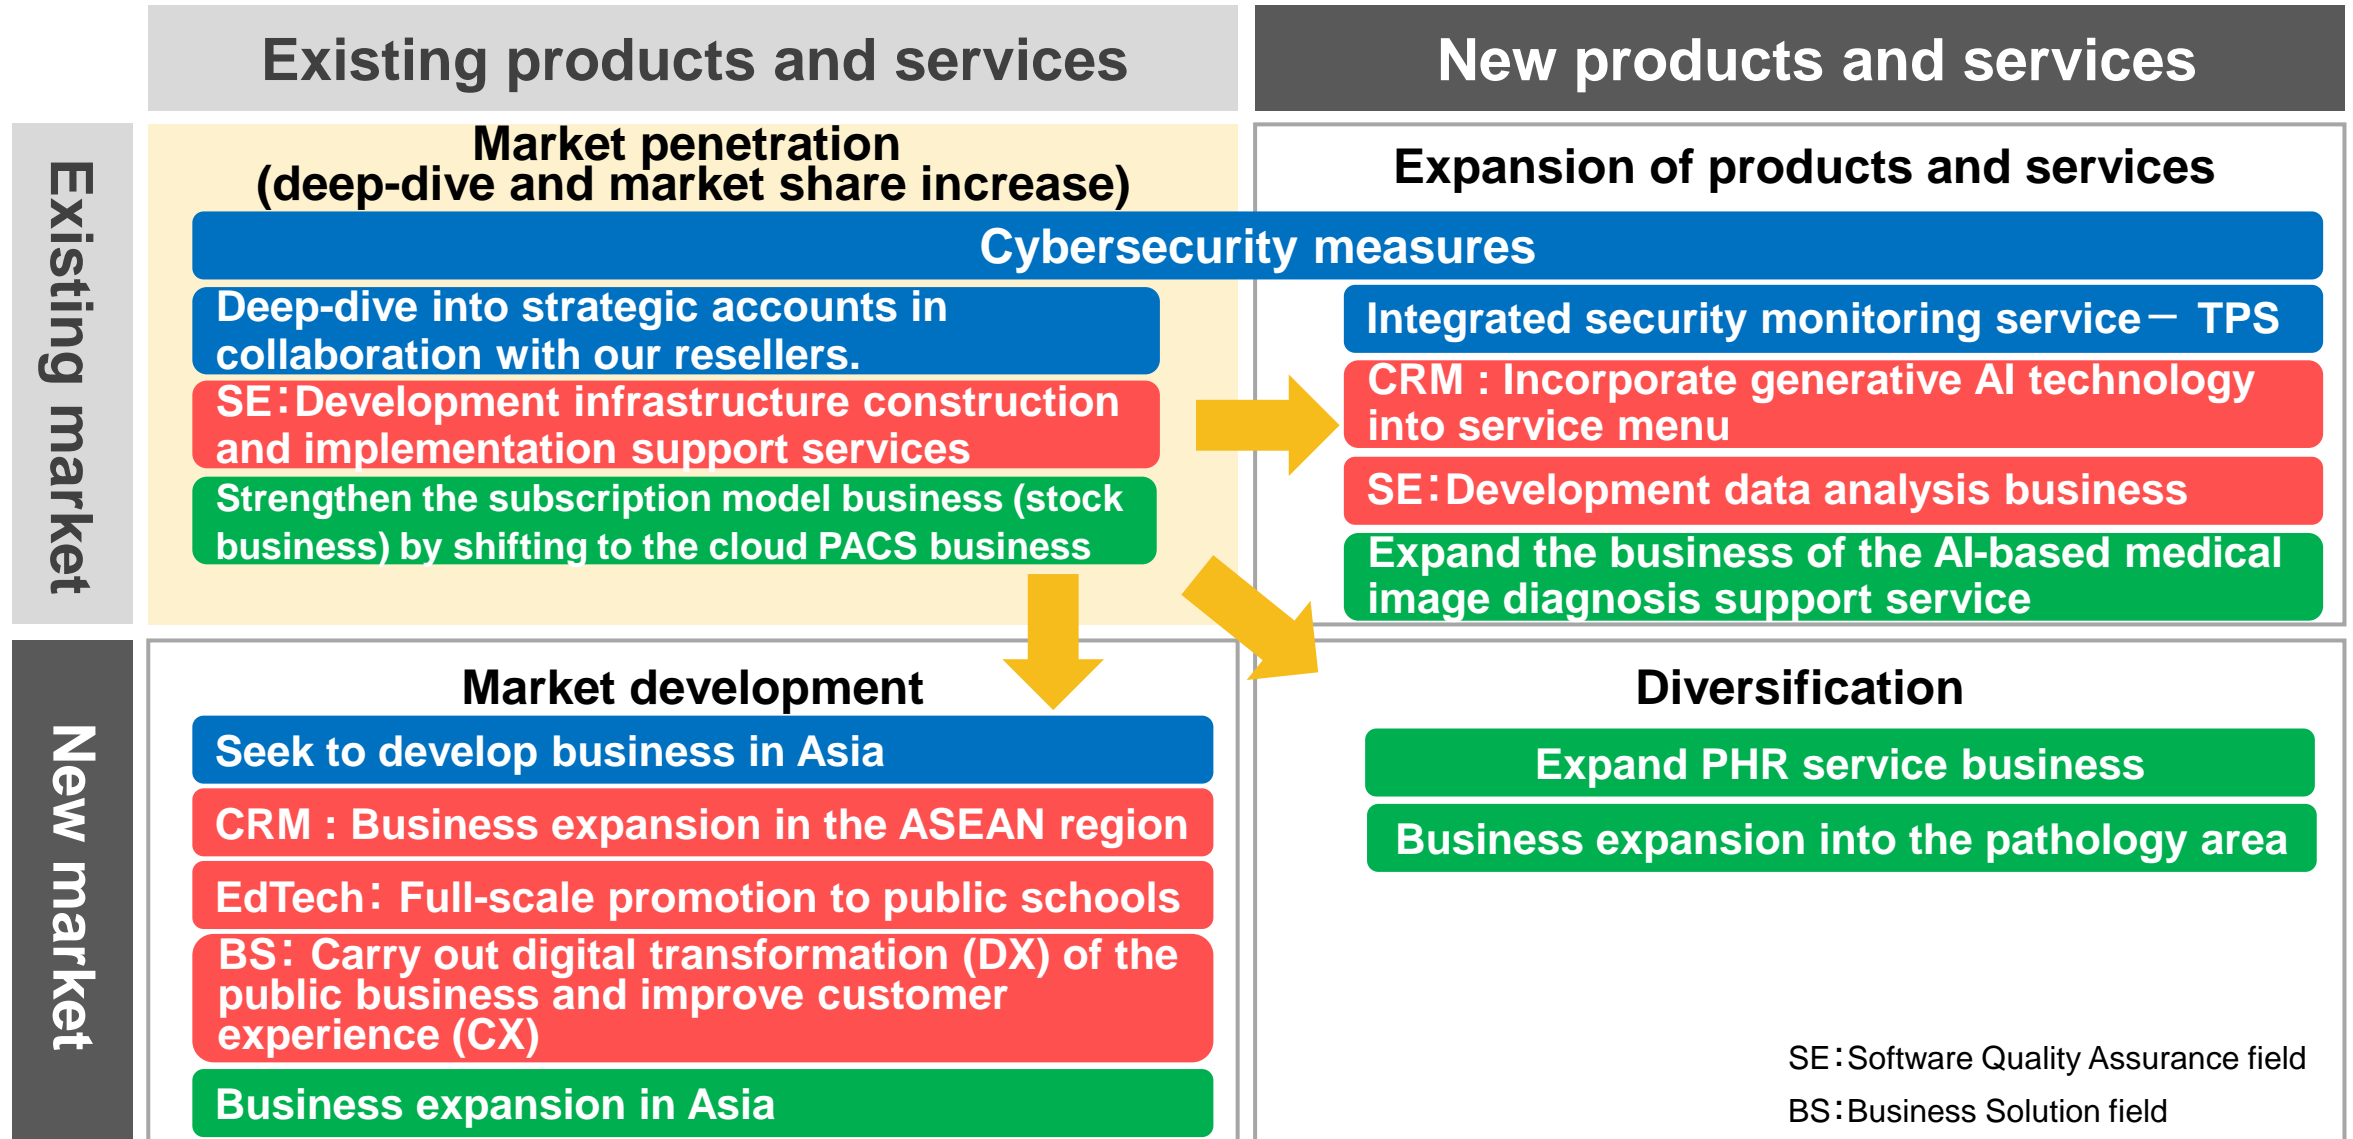 Existing products and services
New products and services
Existing market
Market penetration
(deep-dive and market share increase)
Expansion of products and services
Cybersecurity measures
Deep-dive into strategic accounts in
collaboration with our resellers.
SE：Development infrastructure construction
and implementation support services
Strengthen the subscription model business (stock
business) by shifting to the cloud PACS business
Integrated security monitoring service－ TPS
CRM : Incorporate generative AI technology
into service menu
SE：Development data analysis business
Expand the business of the AI-based medical
image diagnosis support service
New market
Market development
Seek to develop business in Asia
CRM : Business expansion in the ASEAN region
EdTech：Full-scale promotion to public schools
BS：Carry out digital transformation (DX) of the
public business and improve customer
experience (CX)
Business expansion in Asia
Diversification
Expand PHR service business
Business expansion into the pathology area
SE：Software Quality Assurance field
BS：Business Solution field